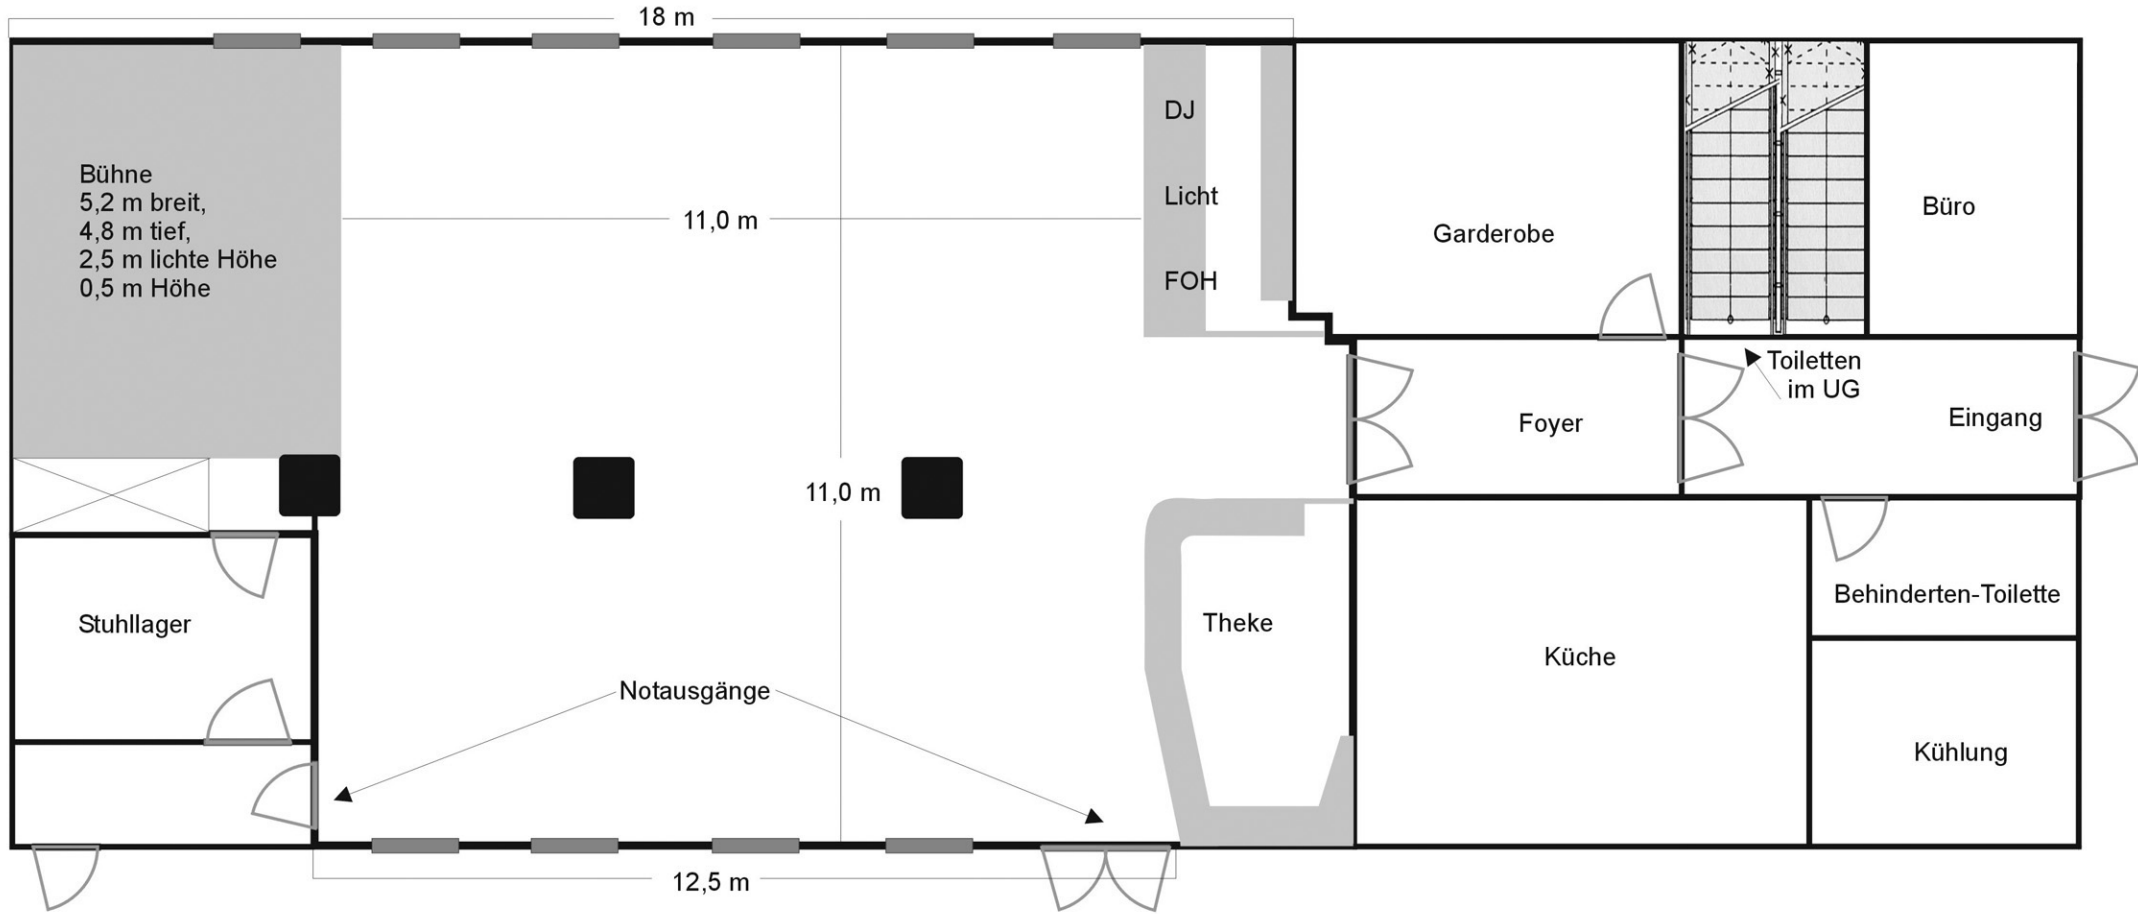 18 m
Bühne
5,2 m breit,
4,8 m tief,
2,5 m lichte Höhe
0,5 m Höhe
11,0 m
DJ
Licht
FOH
Garderobe
Büro
Toiletten
im UG
Foyer
Eingang
11,0 m
Stuhllager
Theke
Behinderten-Toilette
Küche
Notausgänge
Kühlung
12,5 m